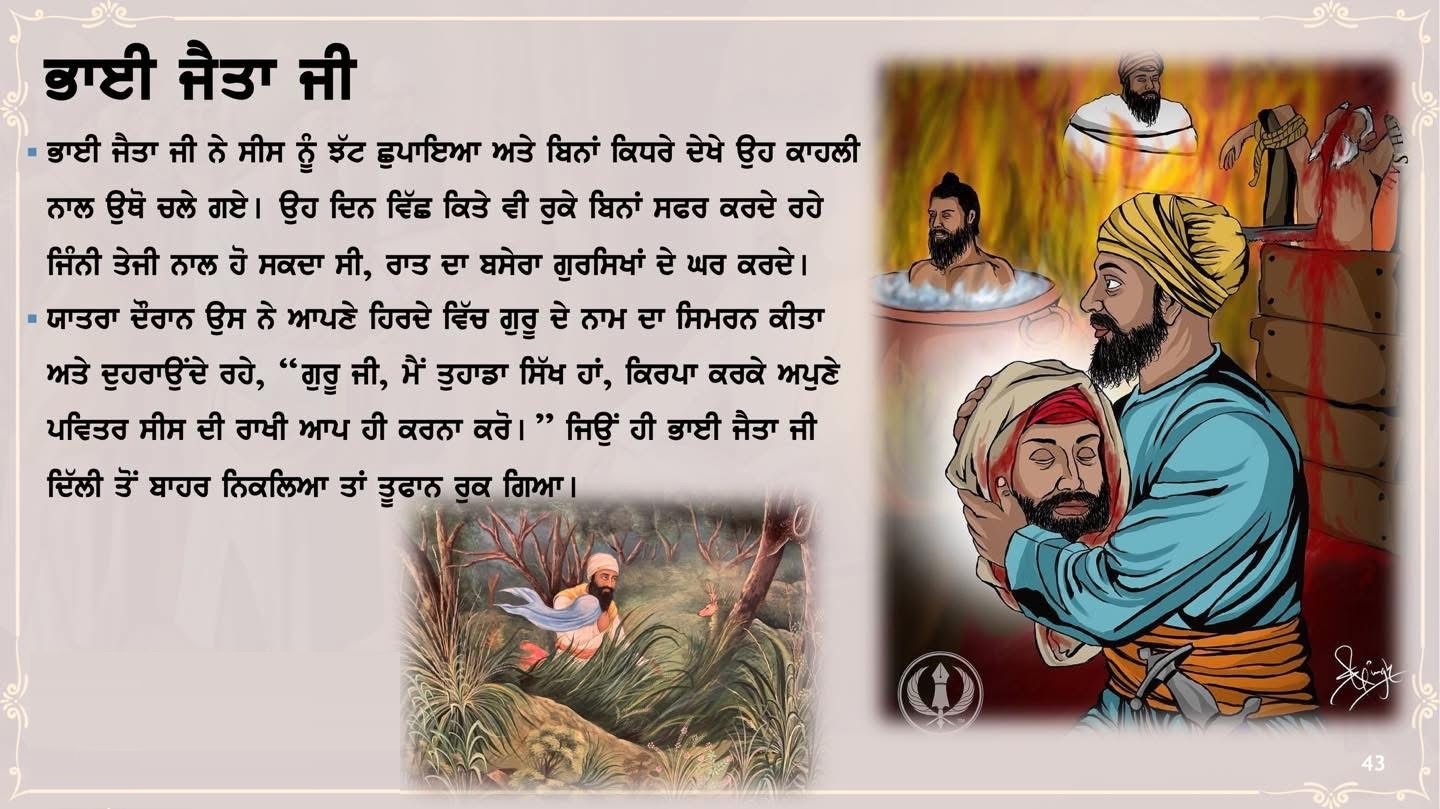 ਭਾਈ ਜੈਤਾ ਜੀ
▪ ਭਾਈ ਜੈਤਾ ਜੀ ਨੇ ਸੀਸ ਨੂੰ ਝੱਟ ਛੁਪਾਇਆ ਅਤੇ ਬਿਨਾਂ ਕਿਧਰੇ ਦੇਖੇ ਉਹ ਕਾਹਲੀ
ਨਾਲ ਉਥੋ ਚਲੇ ਗਏ। ਉਹ ਦਿਨ ਵਿੱਛ ਕਿਤੇ ਵੀ ਰੁਕੇ ਬਿਨਾਂ ਸਫਰ ਕਰਦੇ ਰਹੇ
ਜਿੰਨੀ ਤੇਜੀ ਨਾਲ ਹੋ ਸਕਦਾ ਸੀ, ਰਾਤ ਦਾ ਬਸੇਰਾ ਗੁਰਸਿਖਾਂ ਦੇ ਘਰ ਕਰਦੇ।
▪ ਯਾਤਰਾ ਦੌਰਾਨ ਉਸ ਨੇ ਆਪਣੇ ਹਿਰਦੇ ਵਿੱਚ ਗੁਰੂ ਦੇ ਨਾਮ ਦਾ ਸਿਮਰਨ ਕੀਤਾ
ਅਤੇ ਦੁਹਰਾਉਂਦੇ ਰਹੇ, “ਗੁਰੂ ਜੀ, ਮੈਂ ਤੁਹਾਡਾ ਸਿੱਖ ਹਾਂ, ਕਿਰਪਾ ਕਰਕੇ ਅਪੁਣੇ
ਪਵਿਤਰ ਸੀਸ ਦੀ ਰਾਖੀ ਆਪ ਹੀ ਕਰਨਾ ਕਰੋ।” ਜਿਉਂ ਹੀ ਭਾਈ ਜੈਤਾ ਜੀ
ਦਿੱਲੀ ਤੋਂ ਬਾਹਰ ਨਿਕਲਿਆ ਤਾਂ ਤੂਫਾਨ ਰੁਕ ਗਿਆ।
43